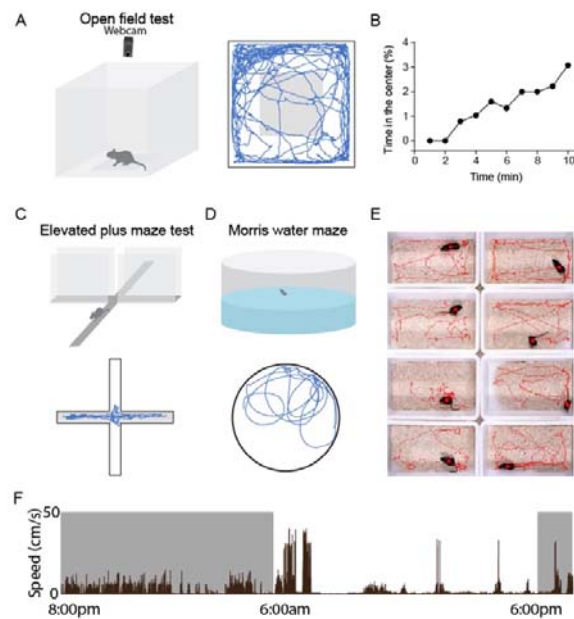 A
Open field test
Webcam
B
Time in the center (%)
4
3
2
1
0
0 2 4 6 8 10
Time (min)
C
Elevated plus maze test
D
Morris water maze
E
F
Speed (cm/s)
50
0
8:00pm 6:00am 6:00pm